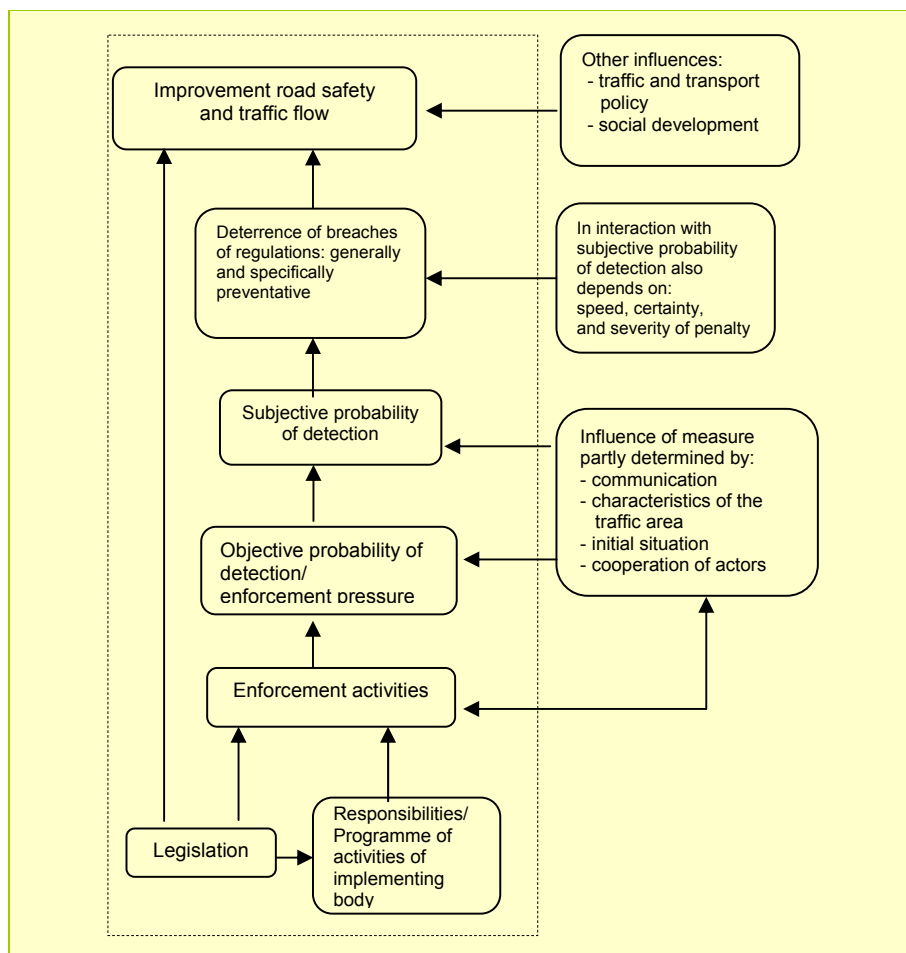 Improvement road safety
and traffic flow
Other influences:
- traffic and transport
policy
- social development
Deterrence of breaches
of regulations: generally
and specifically
preventative
In interaction with
subjective probability
of detection also
depends on:
speed, certainty,
and severity of penalty
Subjective probability
of detection
Influence of measure
partly determined by:
- communication
- characteristics of the
traffic area
- initial situation
- cooperation of actors
Objective probability of
detection/
enforcement pressure
Enforcement activities
Legislation
Responsibilities/
Programme of
activities of
implementing
body